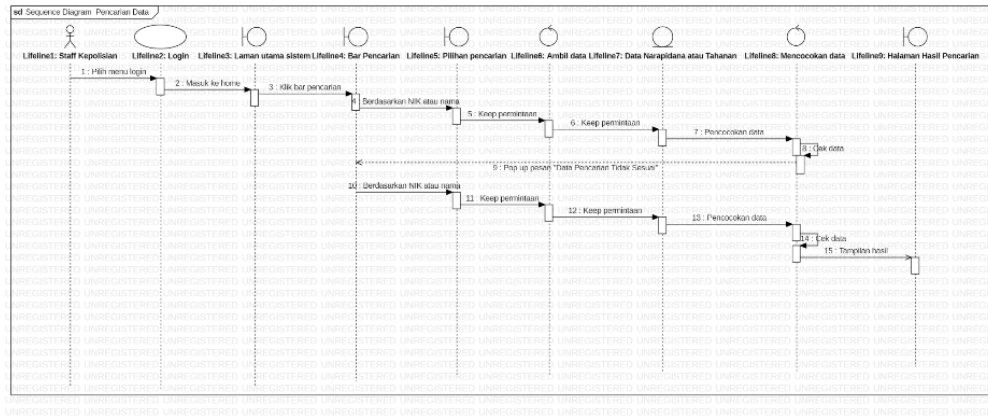 sd Sequence Diagram Pencarian Data
Lifeline1: Staff Kepolisian
Lifeline2: Login
Lifeline3: Laman utama sistem
Lifeline4: Bar Pencarian
Lifeline5: Pilihan pencarian
Lifeline6: Ambil data
Lifeline7: Data Narapidana atau Tahanan
Lifeline8: Mencocokan data
Lifeline9: Halaman Hasil Pencarian
1 : Pilih menu login
2 : Masuk ke home
3 : Klik bar pencarian
4 : Berdasarkan NIK atau nama
5 : Keep permintaan
6 : Keep permintaan
7 : Pencocokan data
8 : Cek data
9 : Pop up pesan "Data Pencarian Tidak Sesuai"
10 : Berdasarkan NIK atau nama
11 : Keep permintaan
12 : Keep permintaan
13 : Pencocokan data
14 : Cek data
15 : Tampilan hasil
UNREGISTERED